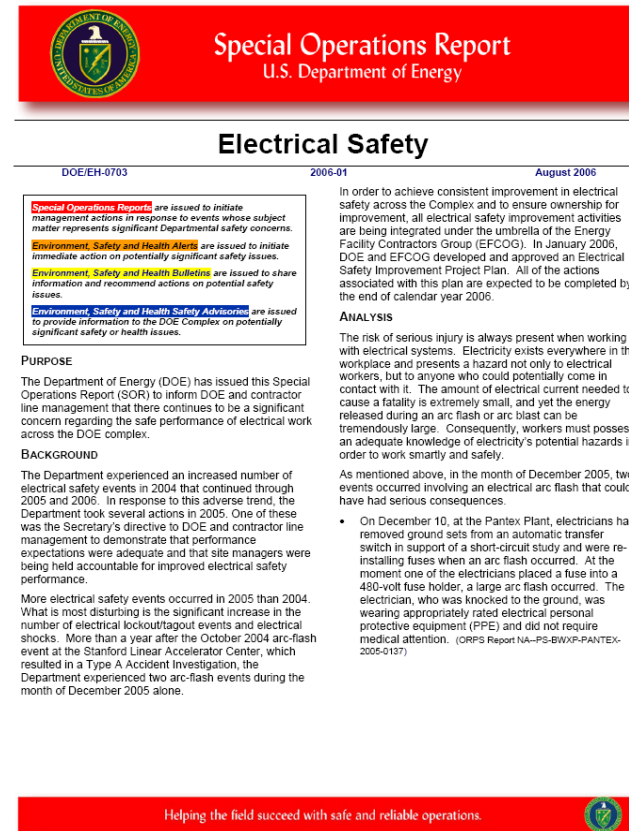 Special Operations Report
U.S. Department of Energy
Electrical Safety
DOE/EH-0703 2006-01 August 2006
Special Operations Reports are issued to initiate
management actions in response to events whose subject
matter represents significant Departmental safety concerns.
Environment, Safety and Health Alerts are issued to initiate
immediate action on potentially significant safety issues.
Environment, Safety and Health Bulletins are issued to share
information and recommend actions on potential safety
issues.
Environment, Safety and Health Safety Advisories are issued
to provide information to the DOE Complex on potentially
significant safety or health issues.
PURPOSE
The Department of Energy (DOE) has issued this Special
Operations Report (SOR) to inform DOE and contractor
line management that there continues to be a significant
concern regarding the safe performance of electrical work
across the DOE complex.
BACKGROUND
The Department experienced an increased number of
electrical safety events in 2004 that continued through
2005 and 2006. In response to this adverse trend, the
Department took several actions in 2005. One of these
was the Secretary's directive to DOE and contractor line
management to demonstrate that performance
expectations were adequate and that site managers were
being held accountable for improved electrical safety
performance.
More electrical safety events occurred in 2005 than 2004.
What is most disturbing is the significant increase in the
number of electrical lockout/tagout events and electrical
shocks. More than a year after the October 2004 arc-flash
event at the Stanford Linear Accelerator Center, which
resulted in a Type A Accident Investigation, the
Department experienced two arc-flash events during the
month of December 2005 alone.
In order to achieve consistent improvement in electrical
safety across the Complex and to ensure ownership for
improvement, all electrical safety improvement activities
are being integrated under the umbrella of the Energy
Facility Contractors Group (EFCOG). In January 2006,
DOE and EFCOG developed and approved an Electrical
Safety Improvement Project Plan. All of the actions
associated with this plan are expected to be completed by
the end of calendar year 2006.
ANALYSIS
The risk of serious injury is always present when working
with electrical systems. Electricity exists everywhere in th
workplace and presents a hazard not only to electrical
workers, but to anyone who could potentially come in
contact with it. The amount of electrical current needed to
cause a fatality is extremely small, and yet the energy
released during an arc flash or arc blast can be
tremendously large. Consequently, workers must posses
an adequate knowledge of electricity's potential hazards i
order to work smartly and safely.
As mentioned above, in the month of December 2005, two
events occurred involving an electrical arc flash that could
have had serious consequences.
• On December 10, at the Pantex Plant, electricians ha
removed ground sets from an automatic transfer
switch in support of a short-circuit study and were re-
installing fuses when an arc flash occurred. At the
moment one of the electricians placed a fuse into a
480-volt fuse holder, a large arc flash occurred. The
electrician, who was knocked to the ground, was
wearing appropriately rated electrical personal
protective equipment (PPE) and did not require
medical attention. (ORPS Report NA--PS-BWXP-PANTEX-
2005-0137)
Helping the field succeed with safe and reliable operations.